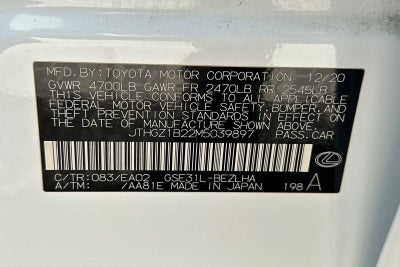 MFD. BY: TOYOTA MOTOR CORPORATION 12/20
GVWR 4700LB GAWR FR 2470LB RR 2545LB
THIS VEHICLE CONFORMS TO ALL APPLICABLE
FEDERAL MOTOR VEHICLE SAFETY, BUMPER, AND
THEFT PREVENTION STANDARDS IN EFFECT ON
THE DATE OF MANUFACTURE SHOWN ABOVE.
JTHGZ1B22M5039897 PASS.CAR
C/TR: 083/EA02 GSE31L-BEZLHA
A/TM: /AA81E MADE IN JAPAN 198 A